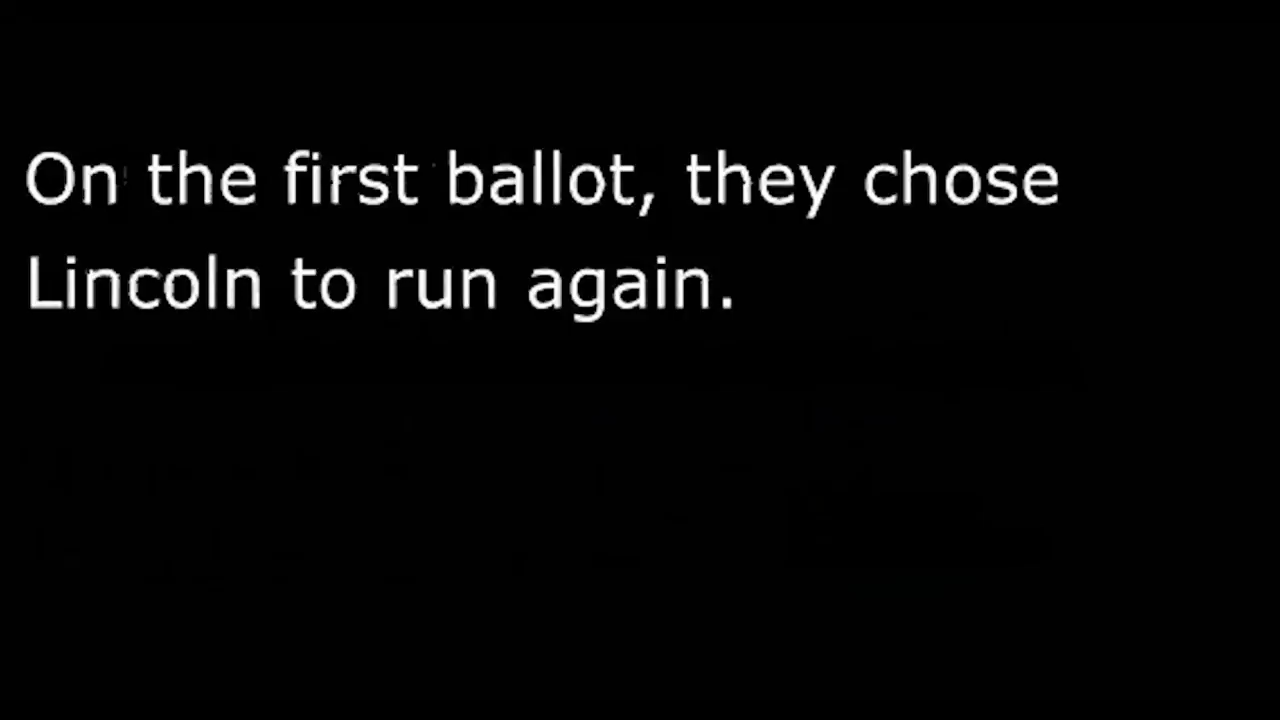 On the first ballot, they chose
Lincoln to run again.